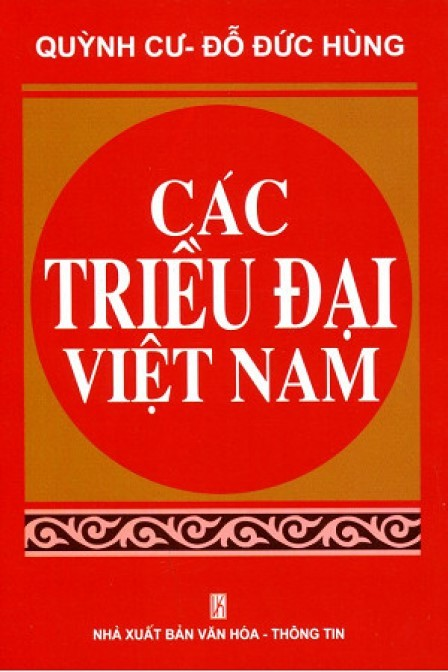 QUỲNH CƯ- ĐỖ ĐỨC HÙNG
CÁC
TRIỀU ĐẠI
VIỆT NAM
NHÀ XUẤT BẢN VĂN HÓA - THÔNG TIN